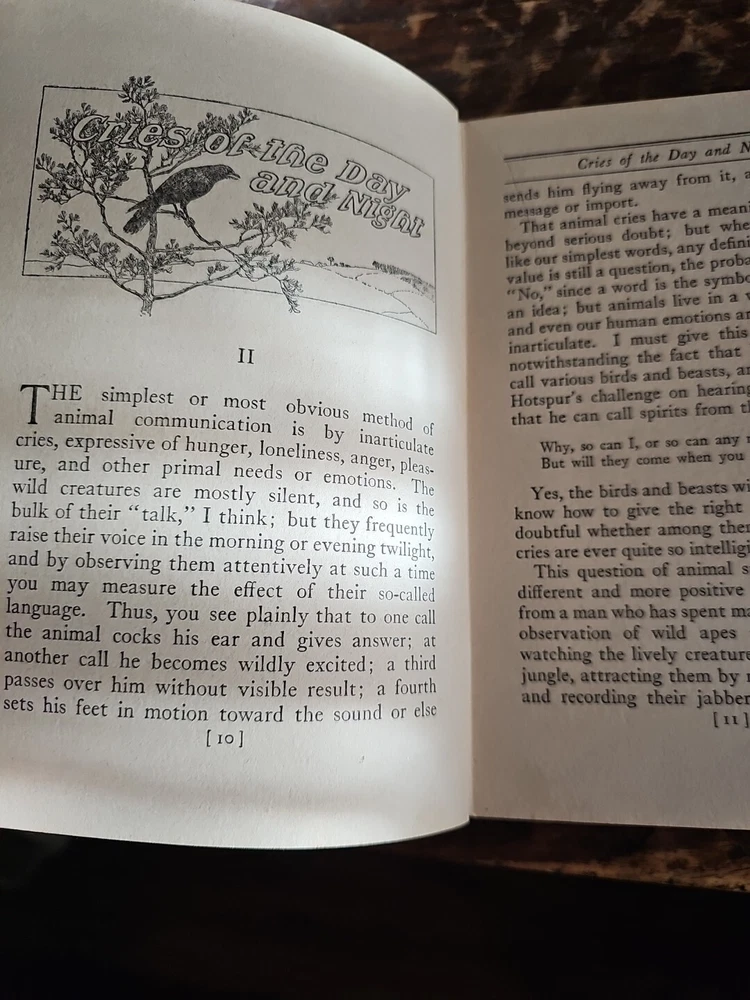 Cries of the Day
and Night
II
THE simplest or most obvious method of
animal communication is by inarticulate
cries, expressive of hunger, loneliness, anger, pleas-
ure, and other primal needs or emotions. The
wild creatures are mostly silent, and so is the
bulk of their "talk," I think; but they frequently
raise their voice in the morning or evening twilight,
and by observing them attentively at such a time
you may measure the effect of their so-called
language. Thus, you see plainly that to one call
the animal cocks his ear and gives answer; at
another call he becomes wildly excited; a third
passes over him without visible result; a fourth
sets his feet in motion toward the sound or else
[ 10 ]
Cries of the Day and N
sends him flying away from it, a
message or import.
That animal cries have a meani
beyond serious doubt; but whe
like our simplest words, any defini
value is still a question, the proba
"No," since a word is the symbo
an idea; but animals live in a
and even our human emotions ar
inarticulate. I must give this
notwithstanding the fact that
call various birds and beasts, an
Hotspur's challenge on hearing
that he can call spirits from t
Why, so can I, or so can any
But will they come when you
Yes, the birds and beasts wi
know how to give the right
doubtful whether among the
cries are ever quite so intelligi
This question of animal s
different and more positive
from a man who has spent ma
observation of wild apes
watching the lively creature
jungle, attracting them by
and recording their jabber
[ 11 ]